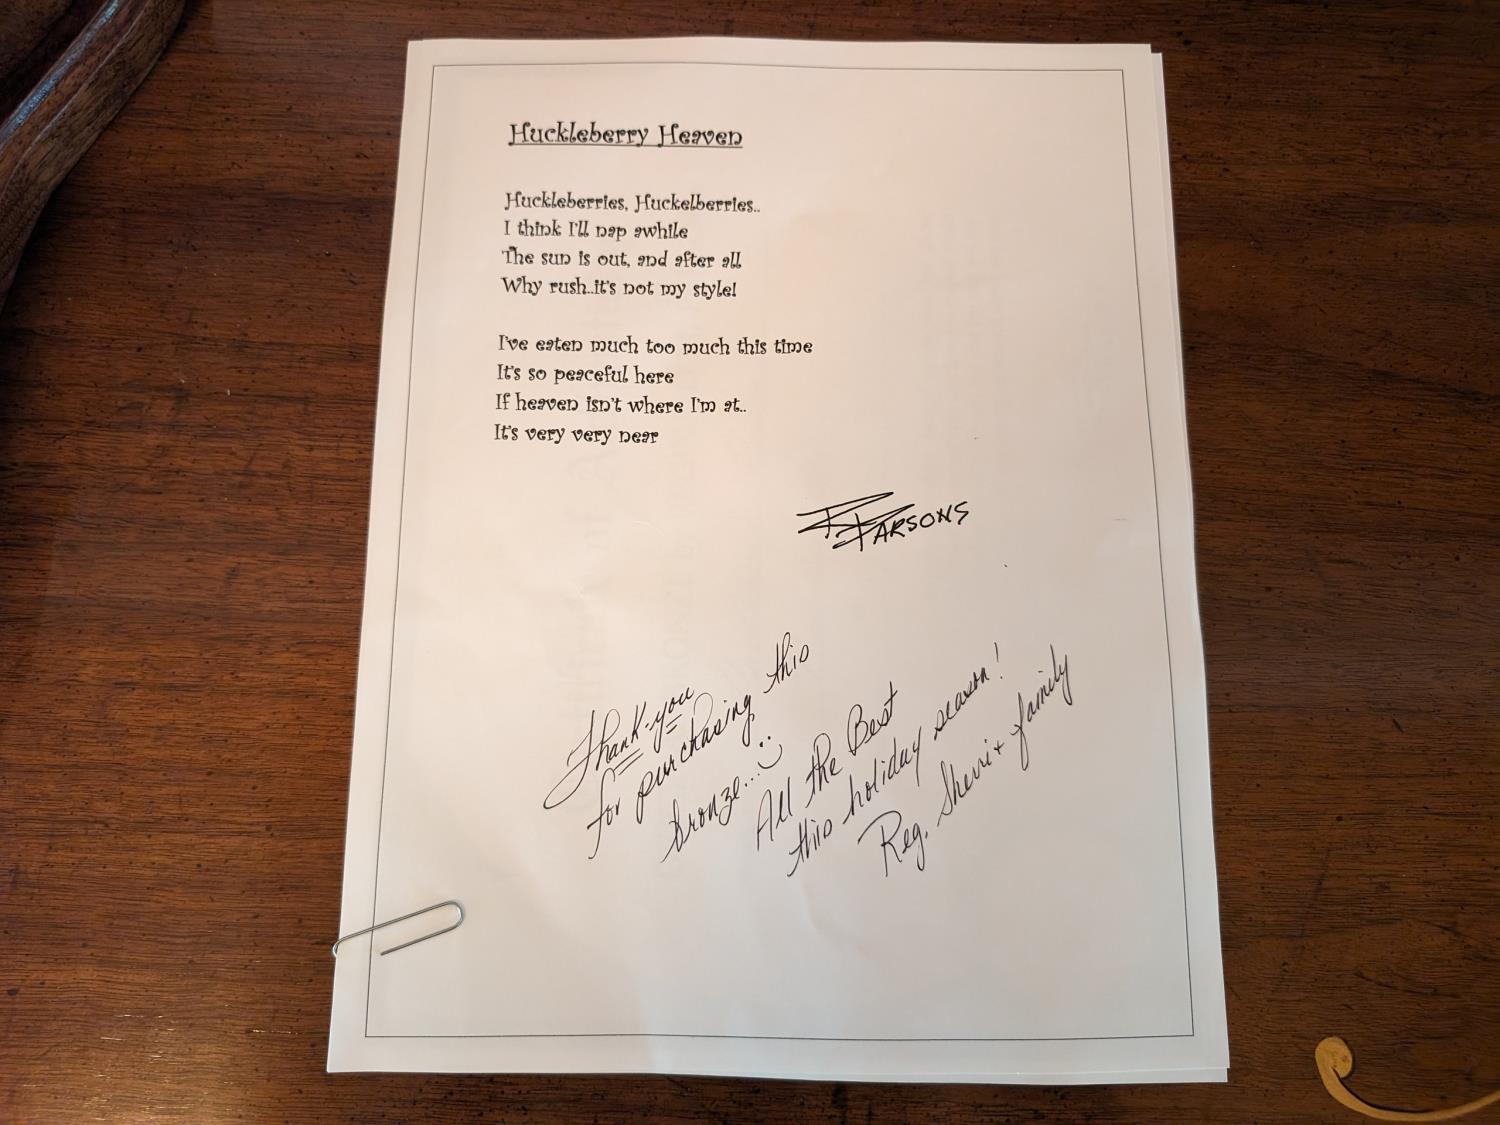 Huckleberry Heaven
Huckleberries, Huckelberries..
I think I'll nap awhile
The sun is out, and after all
Why rush..it's not my style!
I've eaten much too much this time
It's so peaceful here
If heaven isn't where I'm at..
It's very very near
Parsons
Thank-you
for purchasing this
bronze...
All the Best
this holiday season!
Reg, Sherri + family